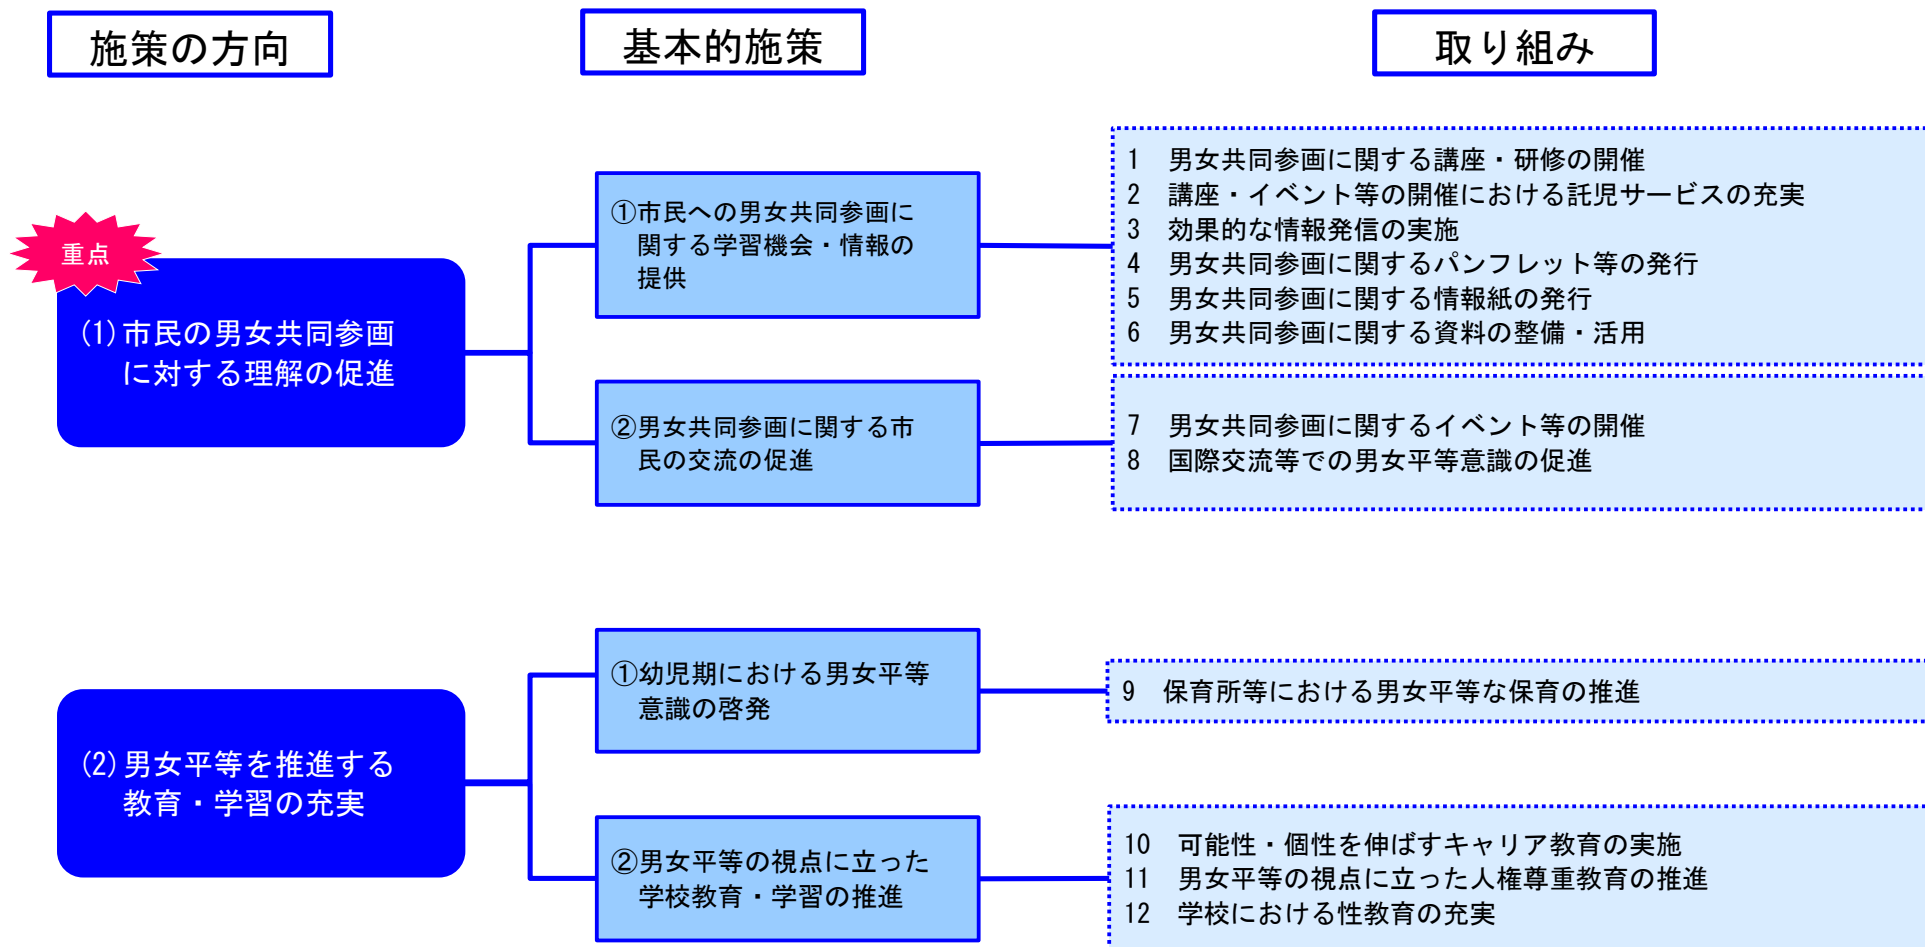 施策の方向
基本的施策
取り組み
重点
(1)市民の男女共同参画
に対する理解の促進
①市民への男女共同参画に
関する学習機会・情報の
提供
1 男女共同参画に関する講座・研修の開催
2 講座・イベント等の開催における託児サービスの充実
3 効果的な情報発信の実施
4 男女共同参画に関するパンフレット等の発行
5 男女共同参画に関する情報紙の発行
6 男女共同参画に関する資料の整備・活用
②男女共同参画に関する市
民の交流の促進
7 男女共同参画に関するイベント等の開催
8 国際交流等での男女平等意識の促進
(2)男女平等を推進する
教育・学習の充実
①幼児期における男女平等
意識の啓発
9 保育所等における男女平等な保育の推進
②男女平等の視点に立った
学校教育・学習の推進
10 可能性・個性を伸ばすキャリア教育の実施
11 男女平等の視点に立った人権尊重教育の推進
12 学校における性教育の充実